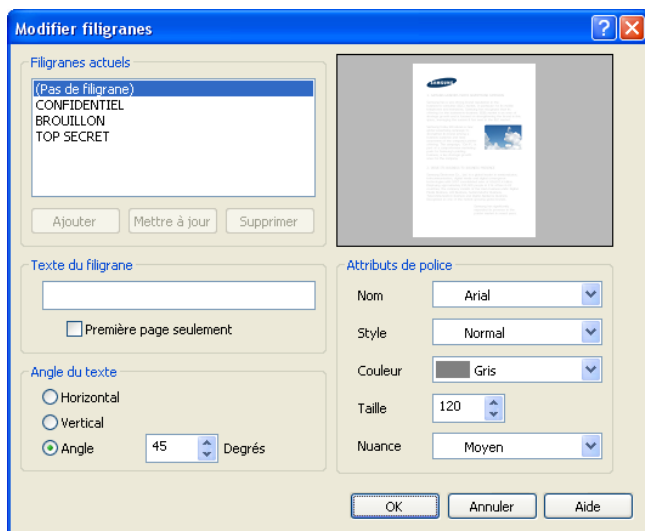 Modifier filigranes
Filigranes actuels
(Pas de filigrane)
CONFIDENTIEL
BROUILLON
TOP SECRET
Ajouter
Mettre à jour
Supprimer
SAMSUNG
Texte du filigrane
Première page seulement
Angle du texte
Horizontal
Vertical
Angle 45 Degrés
Attributs de police
Nom Arial
Style Normal
Couleur Gris
Taille 120
Nuance Moyen
OK
Annuler
Aide